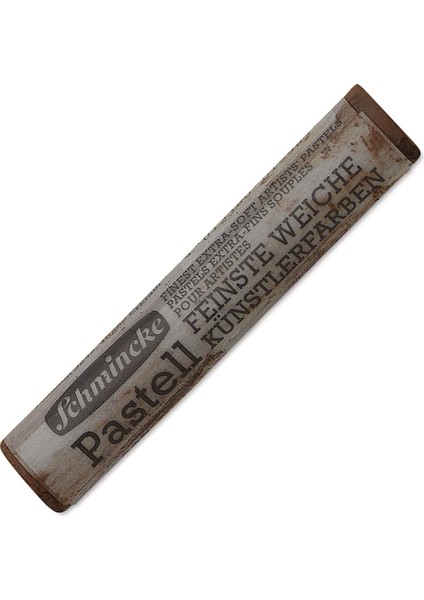 Schmincke
Pastell
FINEST EXTRA-SOFT ARTISTS' PASTELS
PASTELS EXTRA-FINS SOUPLES
POUR ARTISTES
FEINSTE WEICHE
KÜNSTLERFARBEN